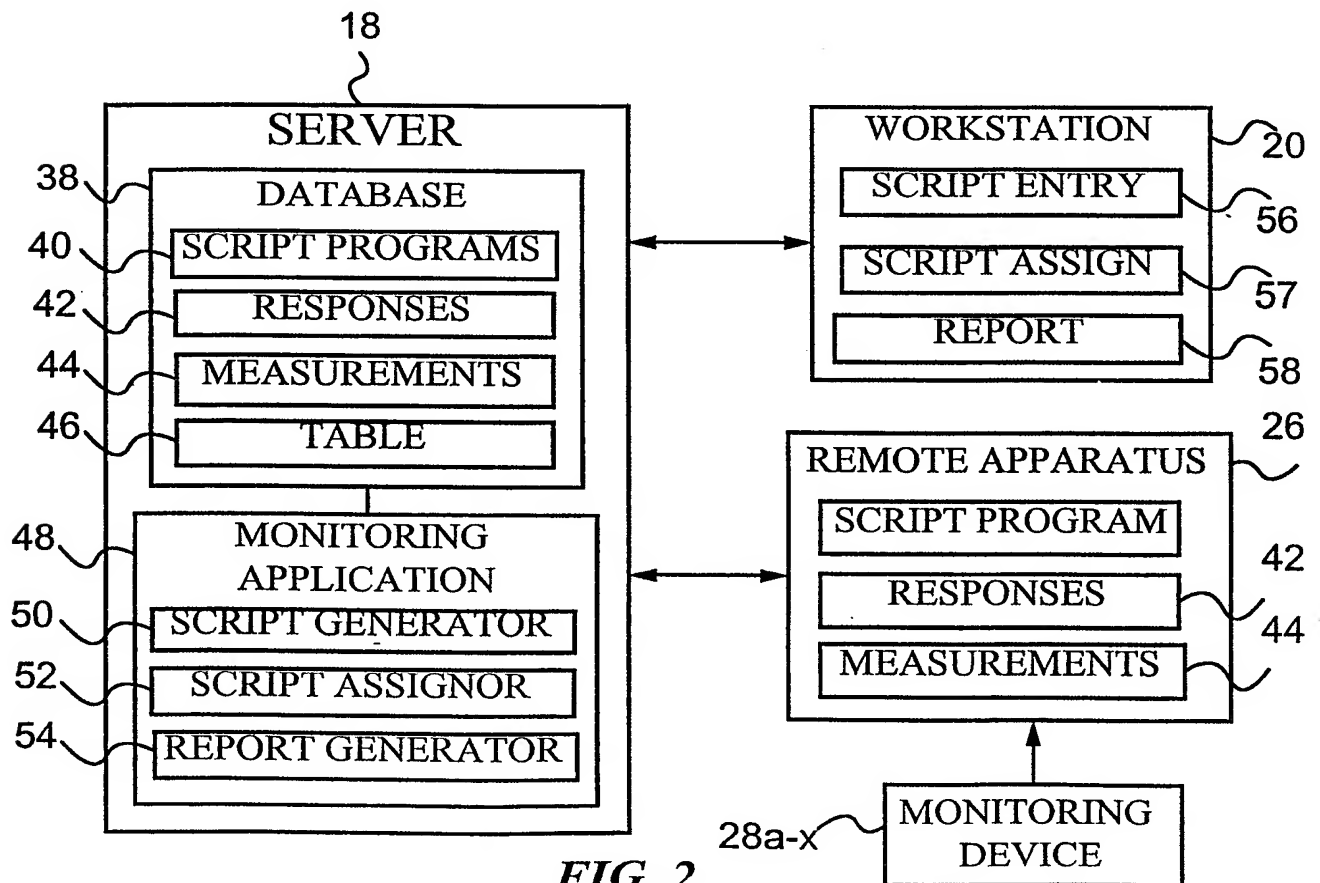 18
SERVER
38
DATABASE
40
SCRIPT PROGRAMS
42
RESPONSES
44
MEASUREMENTS
46
TABLE
48
MONITORING
APPLICATION
50
SCRIPT GENERATOR
52
SCRIPT ASSIGNOR
54
REPORT GENERATOR
WORKSTATION
20
SCRIPT ENTRY
56
SCRIPT ASSIGN
57
REPORT
58
26
REMOTE APPARATUS
SCRIPT PROGRAM
42
RESPONSES
44
MEASUREMENTS
28a-x
MONITORING
DEVICE
FIG. 2